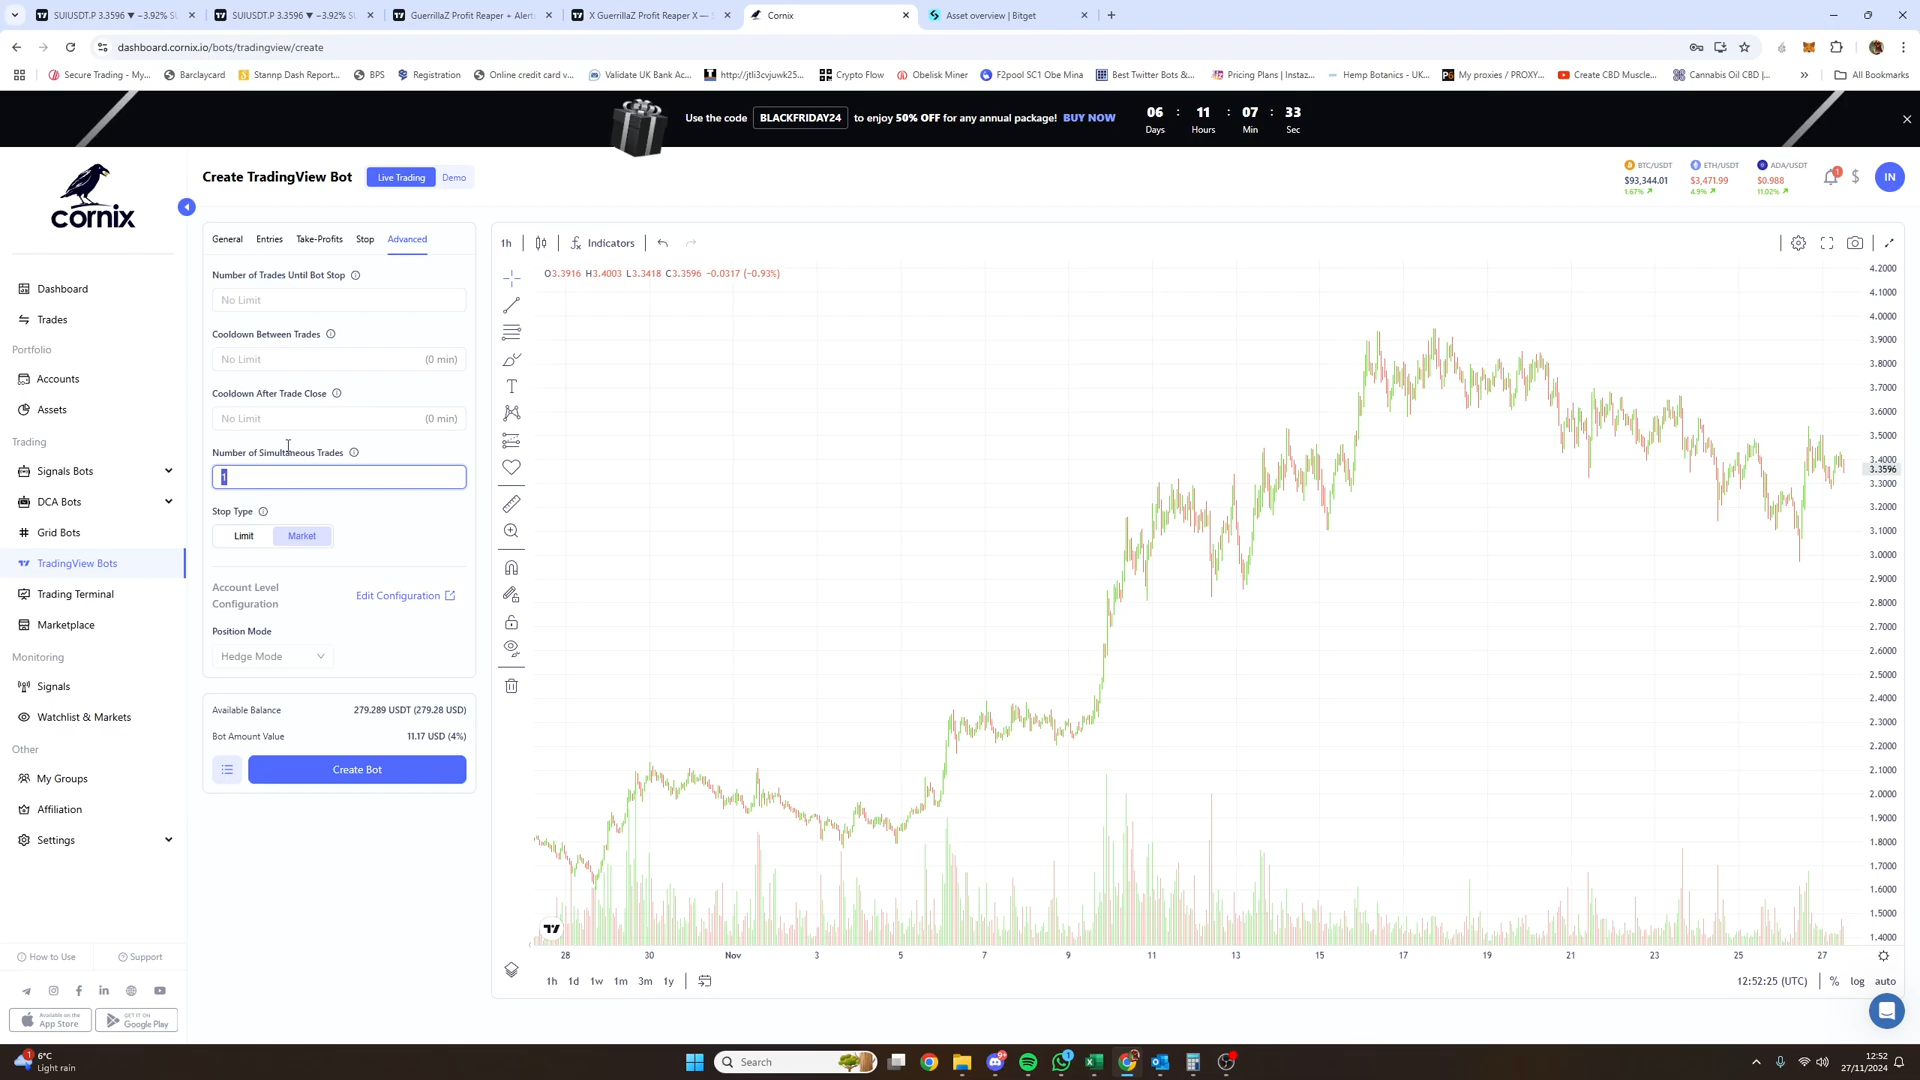 SUIUSDT.P 3.3596 ▼ −3.92% SU
SUIUSDT.P 3.3596 ▼ −3.92% SU
GuerrillaZ Profit Reaper + Alerts
X GuerrillaZ Profit Reaper X — S
Cornix
Asset overview | Bitget
dashboard.cornix.io/bots/tradingview/create
Secure Trading - My...
Barclaycard
Stannp Dash Report...
BPS
Registration
Online credit card v...
Validate UK Bank Ac...
http://jtli3cvjuwk25...
Crypto Flow
Obelisk Miner
F2pool SC1 Obe Mina
Best Twitter Bots &...
Pricing Plans | Instaz...
Hemp Botanics - UK...
My proxies / PROXY...
Create CBD Muscle...
Cannabis Oil CBD |...
All Bookmarks
Use the code BLACKFRIDAY24 to enjoy 50% OFF for any annual package! BUY NOW
06 : 11 : 07 : 33
Days Hours Min Sec
cornix
Create TradingView Bot
Live Trading
Demo
BTC/USDT
$93,344.01
1.67%
ETH/USDT
$3,471.99
4.9%
ADA/USDT
$0.988
11.02%
1
$
IN
Dashboard
Trades
Portfolio
Accounts
Assets
Trading
Signals Bots
DCA Bots
Grid Bots
TradingView Bots
Trading Terminal
Marketplace
Monitoring
Signals
Watchlist & Markets
Other
My Groups
Affiliation
Settings
How to Use
Support
Available on the
App Store
GET IT ON
Google Play
General
Entries
Take-Profits
Stop
Advanced
Number of Trades Until Bot Stop
No Limit
Cooldown Between Trades
No Limit (0 min)
Cooldown After Trade Close
No Limit (0 min)
Number of Simultaneous Trades
1
Stop Type
Limit
Market
Account Level
Configuration
Edit Configuration
Position Mode
Hedge Mode
Available Balance 279.289 USDT (279.28 USD)
Bot Amount Value 11.17 USD (4%)
Create Bot
1h
Indicators
O3.3916 H3.4003 L3.3418 C3.3596 −0.0317 (−0.93%)
4.2000
4.1000
4.0000
3.9000
3.8000
3.7000
3.6000
3.5000
3.4000
3.3596
3.3000
3.2000
3.1000
3.0000
2.9000
2.8000
2.7000
2.6000
2.5000
2.4000
2.3000
2.2000
2.1000
2.0000
1.9000
1.8000
1.7000
1.6000
1.5000
1.4000
28 30 Nov 3 5 7 9 11 13 15 17 19 21 23 25 27
1h 1d 1w 1m 3m 1y
12:52:25 (UTC)
% log auto
1
6°C
Light rain
Search
9+
1
12:52
27/11/2024